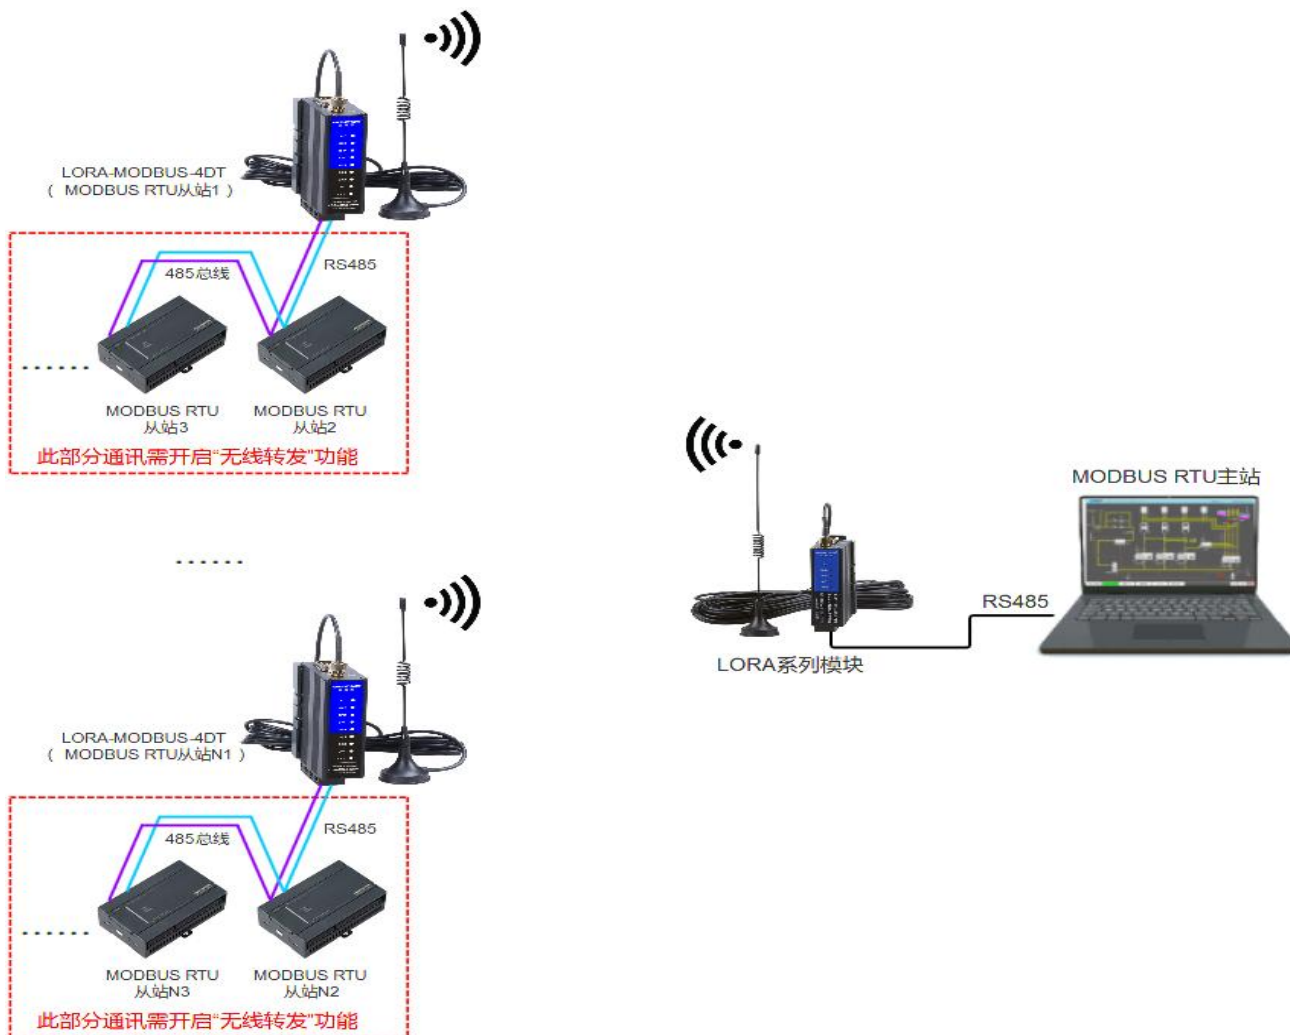 LORA-MODBUS-4DT
（ MODBUS RTU从站1 ）
RS485
485总线
MODBUS RTU
从站3
MODBUS RTU
从站2
此部分通讯需开启“无线转发”功能
......
......
MODBUS RTU主站
RS485
LORA系列模块
LORA-MODBUS-4DT
（ MODBUS RTU从站N1 ）
RS485
485总线
......
MODBUS RTU
从站N3
MODBUS RTU
从站N2
此部分通讯需开启“无线转发”功能